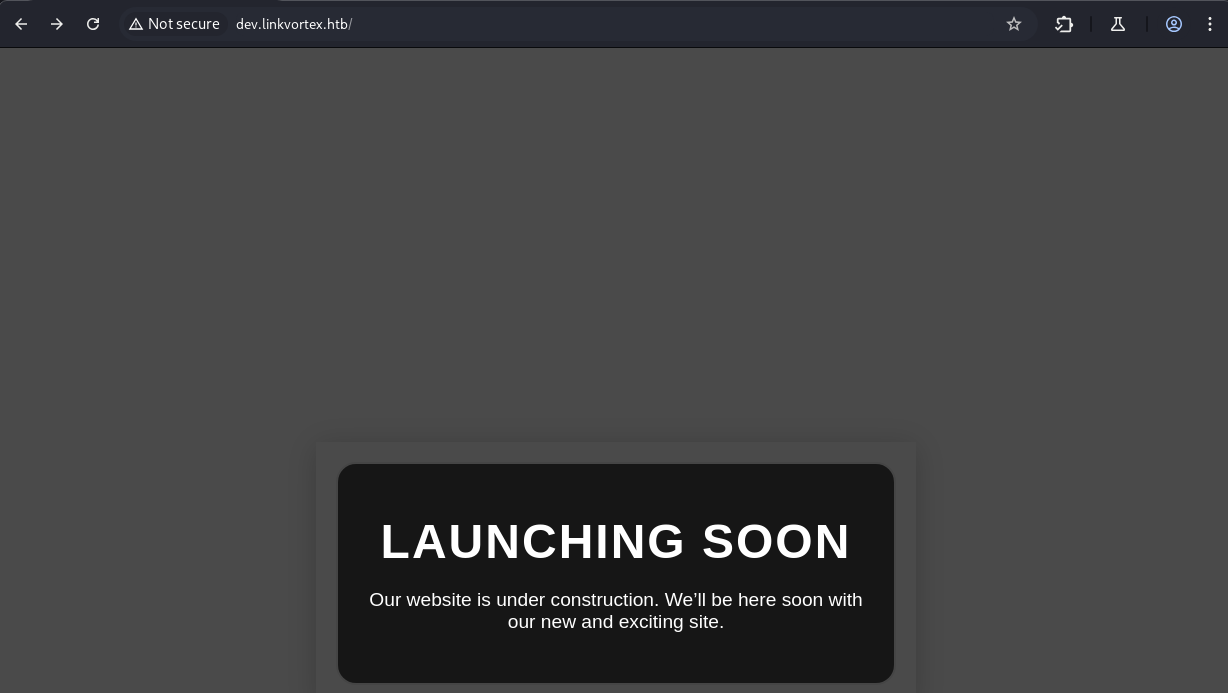 Not secure dev.linkvortex.htb/
LAUNCHING SOON
Our website is under construction. We’ll be here soon with
our new and exciting site.